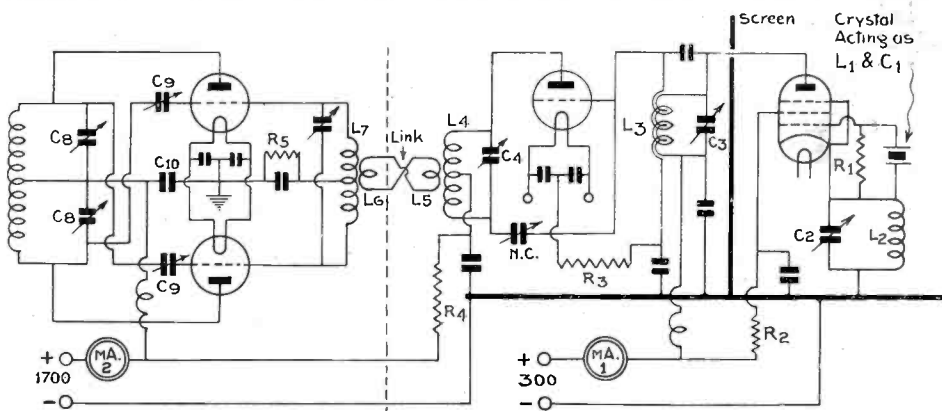 Screen
Crystal
Acting as
L1 & C1
C9
C8
C8
C10
C9
R5
L7
Link
L6
L5
L4
C4
N.C.
R3
R4
L3
C3
R1
C2
L2
R2
+
1700
-
MA.
2
+
300
-
MA.
1